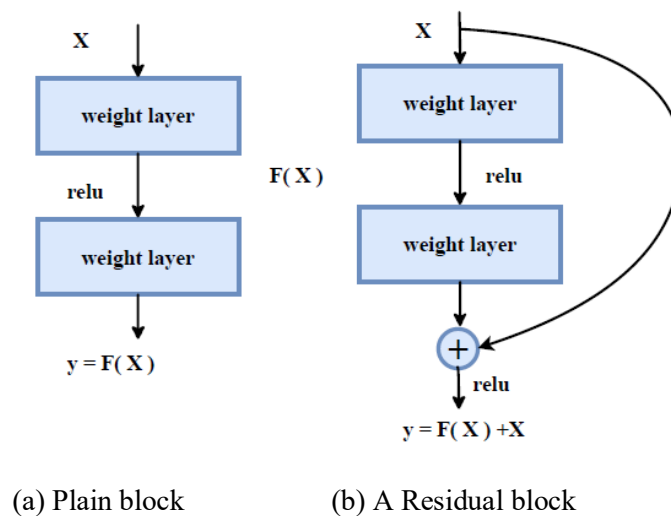 X
weight layer
relu
weight layer
y = F( X )
F( X )
X
weight layer
relu
weight layer
+
relu
y = F( X ) +X
(a) Plain block
(b) A Residual block